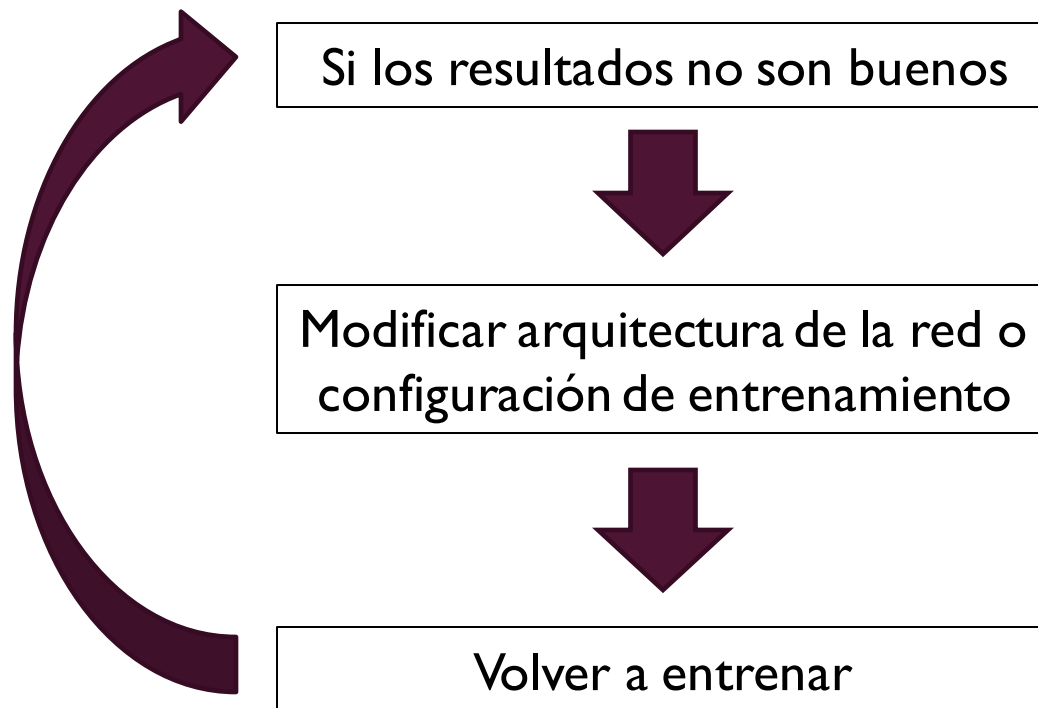 Si los resultados no son buenos
Modificar arquitectura de la red o
configuración de entrenamiento
Volver a entrenar